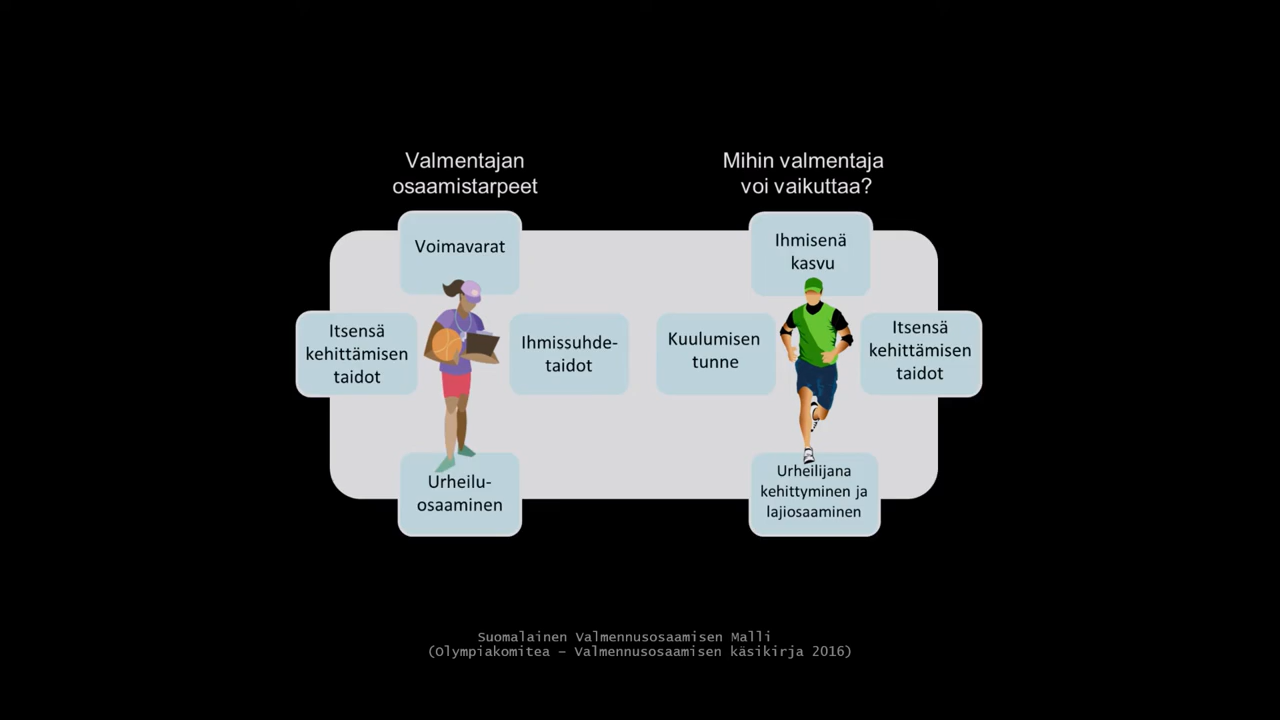 Valmentajan
osaamistarpeet
Voimavarat
Itsensä
kehittämisen
taidot
Ihmissuhde-
taidot
Urheilu-
osaaminen
Mihin valmentaja
voi vaikuttaa?
Ihmisenä
kasvu
Kuulumisen
tunne
Itsensä
kehittämisen
taidot
Urheilijana
kehittyminen ja
lajiosaaminen
Suomalainen Valmennusosaamisen Malli
(Olympiakomitea – Valmennusosaamisen käsikirja 2016)